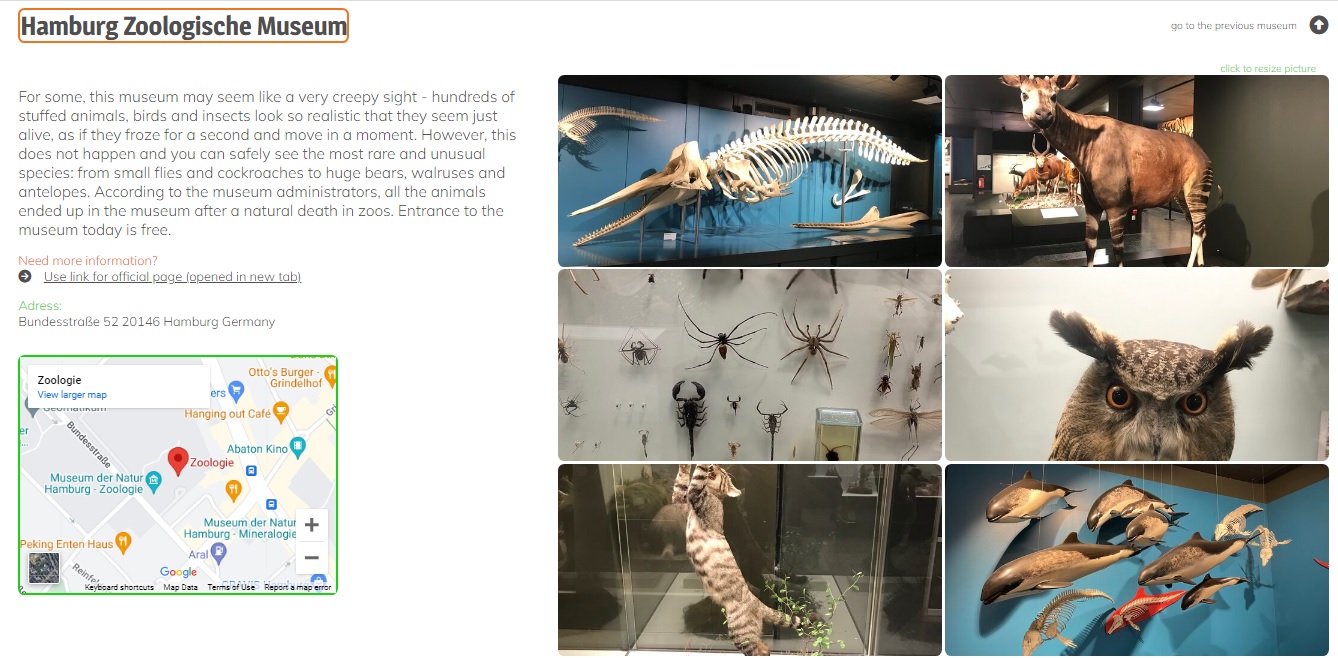 Hamburg Zoologische Museum
go to the previous museum
click to resize picture
For some, this museum may seem like a very creepy sight - hundreds of
stuffed animals, birds and insects look so realistic that they seem just
alive, as if they froze for a second and move in a moment. However, this
does not happen and you can safely see the most rare and unusual
species: from small flies and cockroaches to huge bears, walruses and
antelopes. According to the museum administrators, all the animals
ended up in the museum after a natural death in zoos. Entrance to the
museum today is free.
Need more information?
Use link for official page (opened in new tab)
Adress:
Bundesstraße 52 20146 Hamburg Germany
Zoologie
View larger map
Otto's Burger -
Grindelhof
ers
Geomatikum
Hanging out Café
Gr
er
Bundesstraße
Abaton Kino
Zoologie
Museum der Natur
Hamburg - Zoologie
Museum der Natur
Hamburg - Mineralogie
Peking Enten Haus
Aral
Reinfel
Google
Keyboard shortcuts
Map Data
Terms of Use
Report a map error